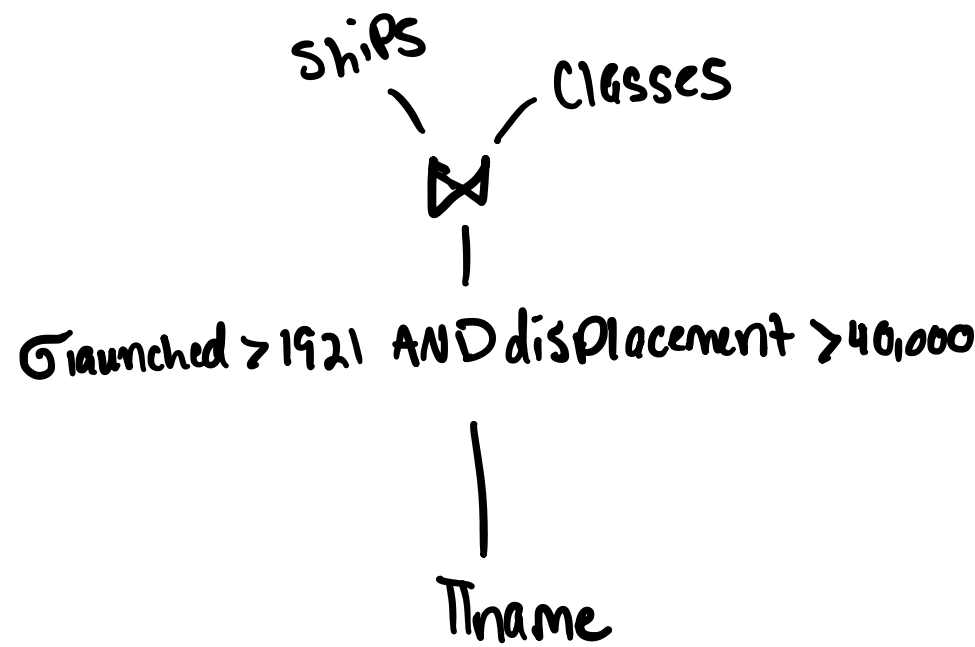 Ships
Classes
⋈
σlaunched > 1921 AND displacement > 40,000
πname